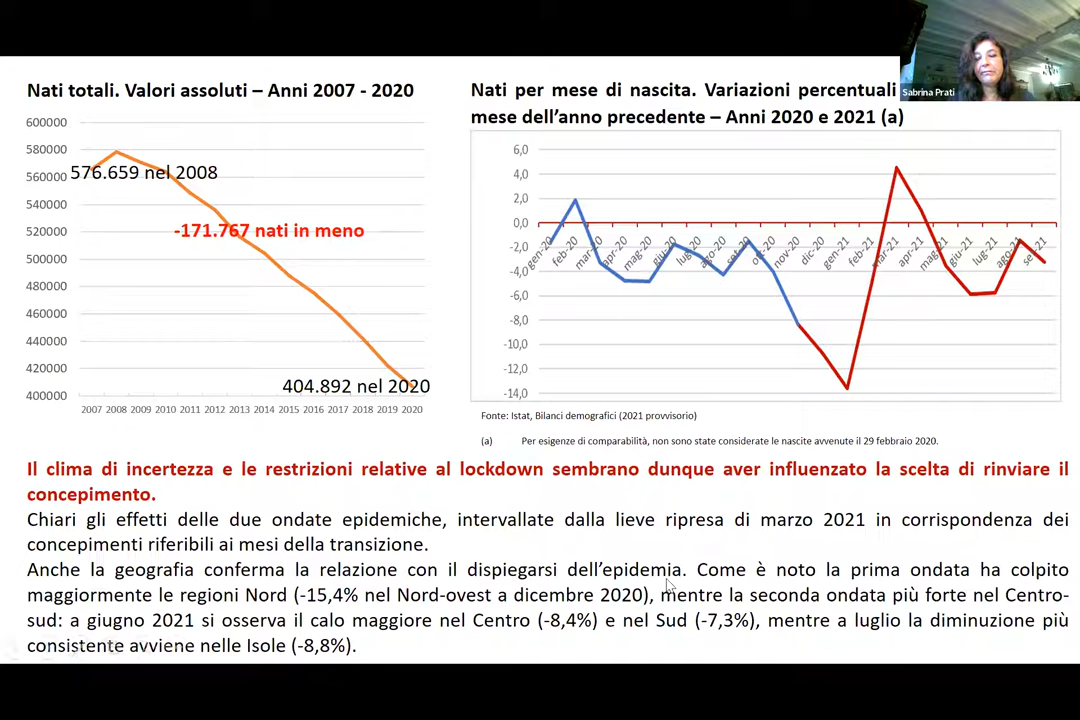 Nati totali. Valori assoluti – Anni 2007 - 2020
600000
580000
560000
540000
520000
500000
480000
460000
440000
420000
400000
576.659 nel 2008
-171.767 nati in meno
404.892 nel 2020
2007 2008 2009 2010 2011 2012 2013 2014 2015 2016 2017 2018 2019 2020
Nati per mese di nascita. Variazioni percentuali
mese dell’anno precedente – Anni 2020 e 2021 (a)
Sabrina Prati
6,0
4,0
2,0
0,0
-2,0
-4,0
-6,0
-8,0
-10,0
-12,0
-14,0
gen-20 feb-20 mar-20 apr-20 mag-20 giu-20 lug-20 ago-20 set-20 ott-20 nov-20 dic-20 gen-21 feb-21 mar-21 apr-21 mag-21 giu-21 lug-21 ago-21 set-21
Fonte: Istat, Bilanci demografici (2021 provvisorio)
(a) Per esigenze di comparabilità, non sono state considerate le nascite avvenute il 29 febbraio 2020.
Il clima di incertezza e le restrizioni relative al lockdown sembrano dunque aver influenzato la scelta di rinviare il
concepimento.
Chiari gli effetti delle due ondate epidemiche, intervallate dalla lieve ripresa di marzo 2021 in corrispondenza dei
concepimenti riferibili ai mesi della transizione.
Anche la geografia conferma la relazione con il dispiegarsi dell’epidemia. Come è noto la prima ondata ha colpito
maggiormente le regioni Nord (-15,4% nel Nord-ovest a dicembre 2020), mentre la seconda ondata più forte nel Centro-
sud: a giugno 2021 si osserva il calo maggiore nel Centro (-8,4%) e nel Sud (-7,3%), mentre a luglio la diminuzione più
consistente avviene nelle Isole (-8,8%).